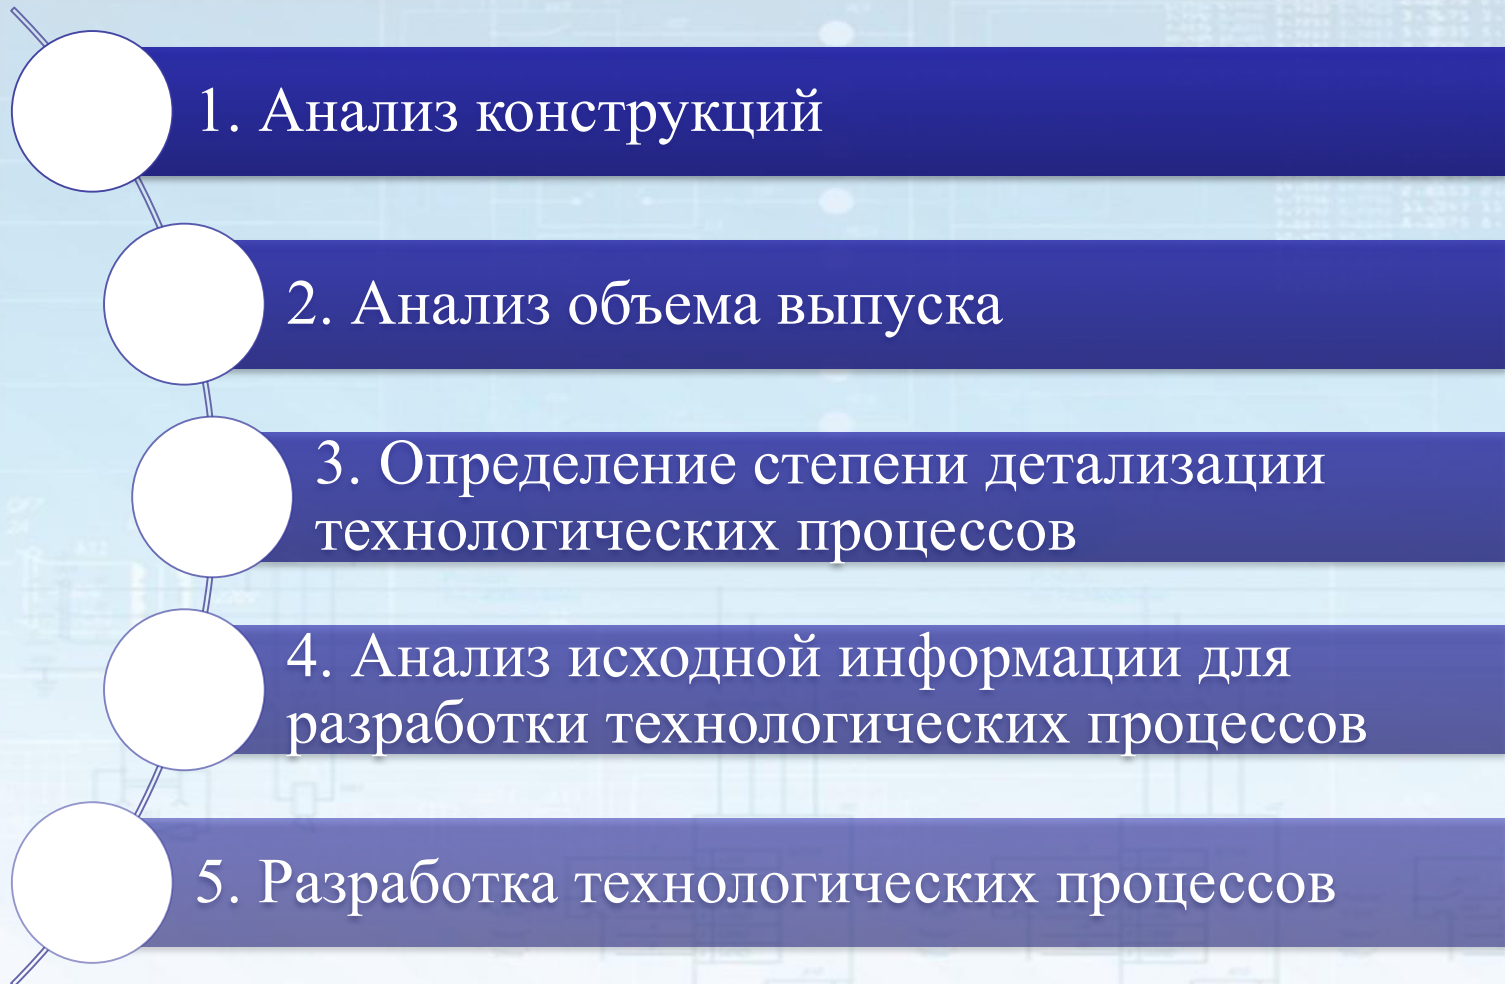 1. Анализ конструкций
2. Анализ объема выпуска
3. Определение степени детализации
технологических процессов
4. Анализ исходной информации для
разработки технологических процессов
5. Разработка технологических процессов